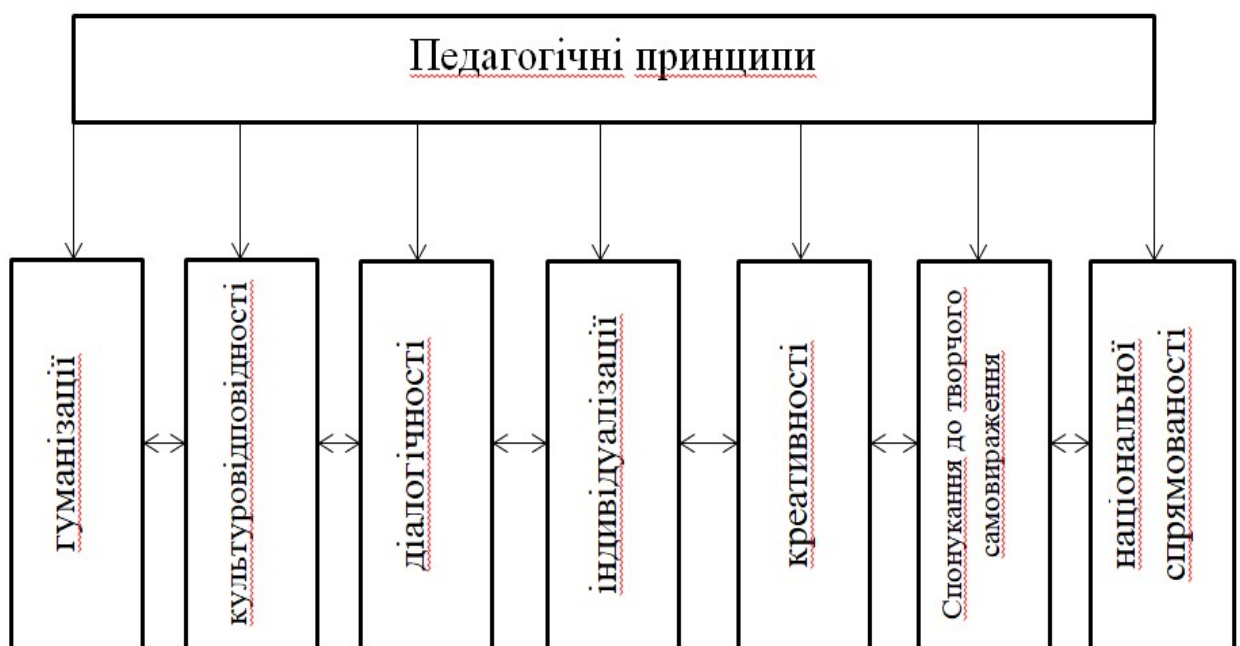 Педагогічні принципи
гуманізації
культуровідповідності
діалогічності
індивідуалізації
креативності
Спонукання до творчого
самовираження
національної
спрямованості